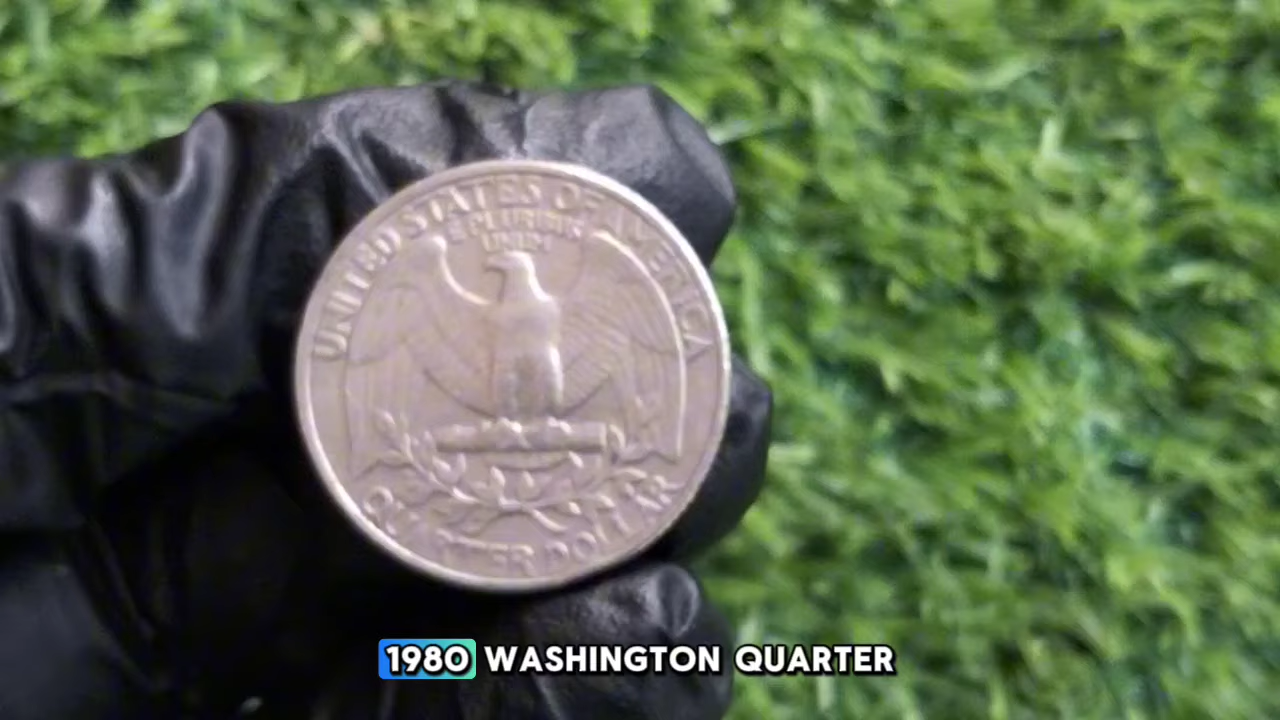 UNITED STATES OF AMERICA
E PLURIBUS
UNUM
QUARTER DOLLAR
1980 WASHINGTON QUARTER